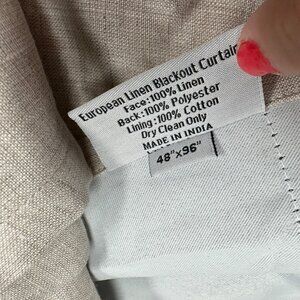 European Linen Blackout Curtain
Face:100% Linen
Back:100% Polyester
Lining:100% Cotton
Dry Clean Only
MADE IN INDIA
48"x96"